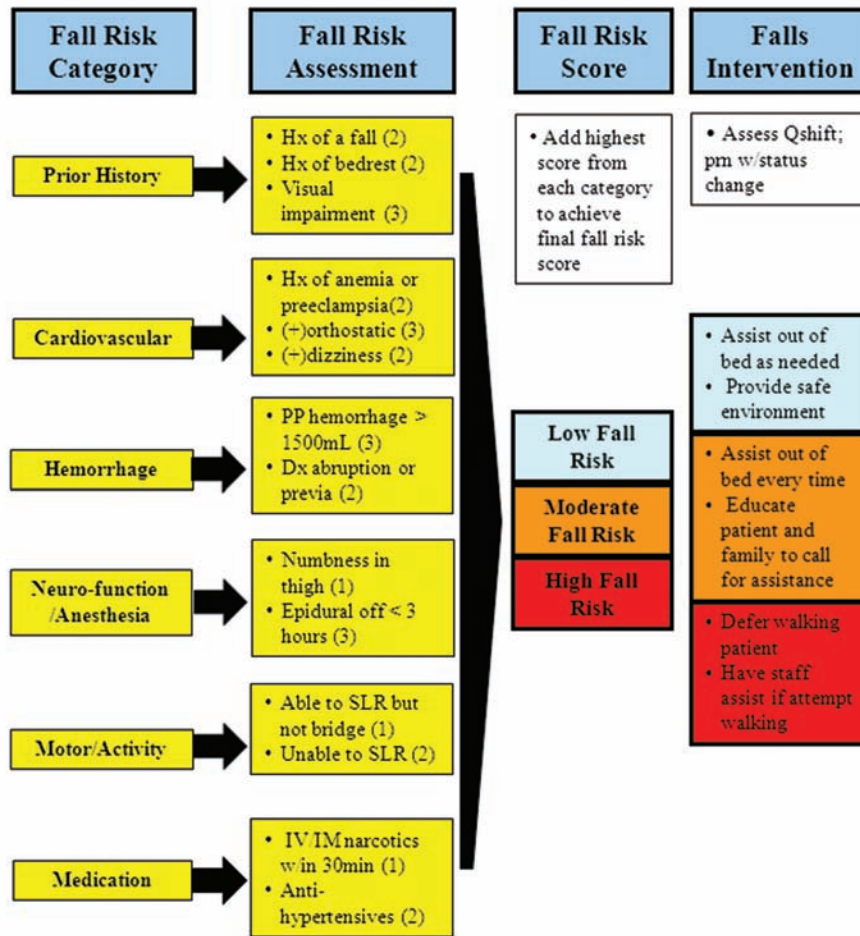 Fall Risk
Category
Fall Risk
Assessment
Fall Risk
Score
Falls
Intervention
Prior History
• Hx of a fall (2)
• Hx of bedrest (2)
• Visual
impairment (3)
• Add highest
score from
each category
to achieve
final fall risk
score
• Assess Qshift;
prn w/status
change
Cardiovascular
• Hx of anemia or
preeclampsia(2)
• (+)orthostatic (3)
• (+)dizziness (2)
Hemorrhage
• PP hemorrhage >
1500mL (3)
• Dx abruption or
previa (2)
Neuro-function
/Anesthesia
• Numbness in
thigh (1)
• Epidural off < 3
hours (3)
Motor/Activity
• Able to SLR but
not bridge (1)
• Unable to SLR (2)
Medication
• IV/IM narcotics
w/in 30min (1)
• Anti-
hypertensives (2)
Low Fall
Risk
Moderate
Fall Risk
High Fall
Risk
• Assist out of
bed as needed
• Provide safe
environment
• Assist out of
bed every time
• Educate
patient and
family to call
for assistance
• Defer walking
patient
• Have staff
assist if attempt
walking